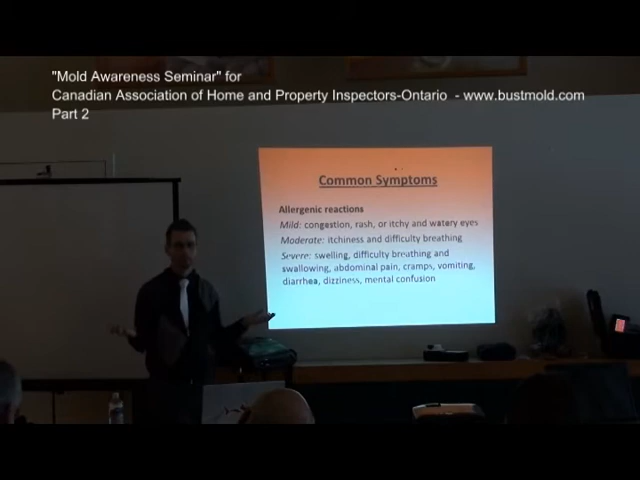 "Mold Awareness Seminar" for
Canadian Association of Home and Property Inspectors-Ontario - www.bustmold.com
Part 2
Common Symptoms
Allergenic reactions
Mild: congestion, rash, or itchy and watery eyes
Moderate: itchiness and difficulty breathing
Severe: swelling, difficulty breathing and
swallowing, abdominal pain, cramps, vomiting,
diarrhea, dizziness, mental confusion